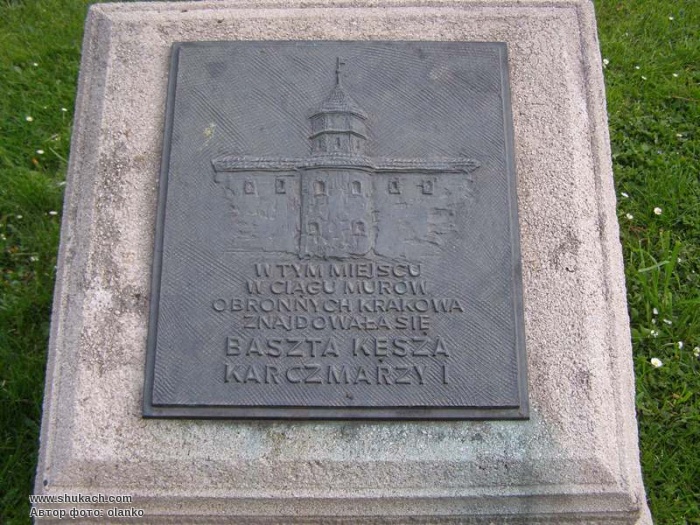 W TYM MIEJSCU
W CIĄGU MURÓW
OBRONNYCH KRAKOWA
ZNAJDOWAŁA SIĘ
BASZTA KĘSZA
KARCZMARZY I
www.shukach.com
Автор фото: olanko